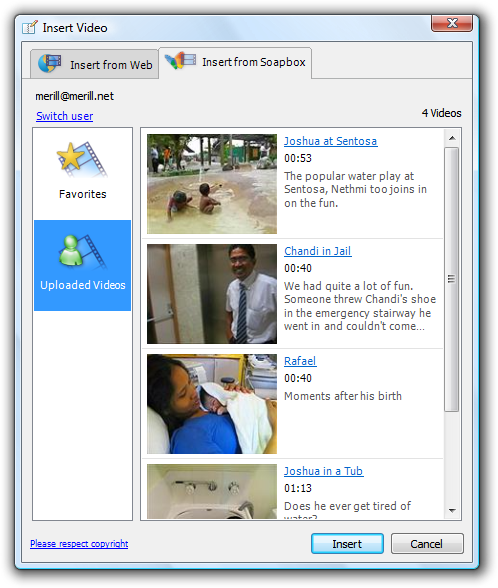 Insert Video
Insert from Web
Insert from Soapbox
merill@merill.net
Switch user
4 Videos
Favorites
Uploaded Videos
Joshua at Sentosa
00:53
The popular water play at
Sentosa, Nethmi too joins in
on the fun.
Chandi in Jail
00:40
We had quite a lot of fun.
Someone threw Chandi's shoe
in the emergency stairway he
went in and couldn't come...
Rafael
00:40
Moments after his birth
Joshua in a Tub
01:13
Does he ever get tired of
water?
Please respect copyright
Insert
Cancel